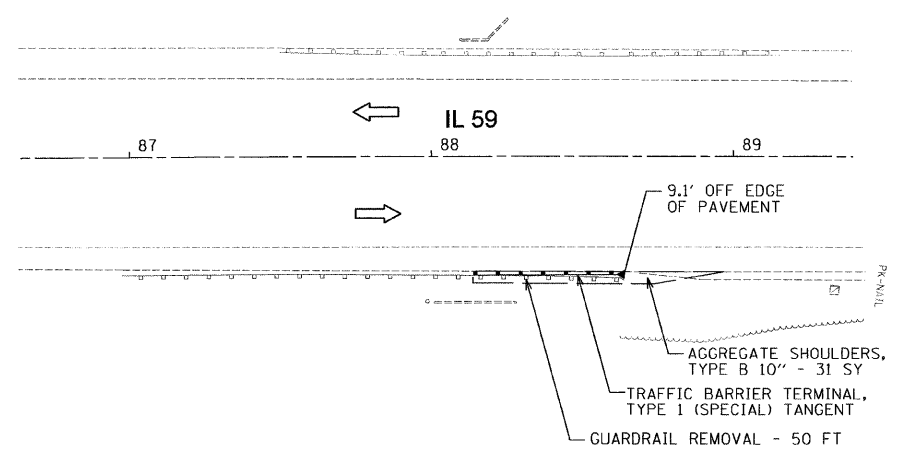 IL 59
87
88
89
9.1' OFF EDGE
OF PAVEMENT
PK-NAIL
AGGREGATE SHOULDERS,
TYPE B 10" - 31 SY
TRAFFIC BARRIER TERMINAL,
TYPE 1 (SPECIAL) TANGENT
GUARDRAIL REMOVAL - 50 FT